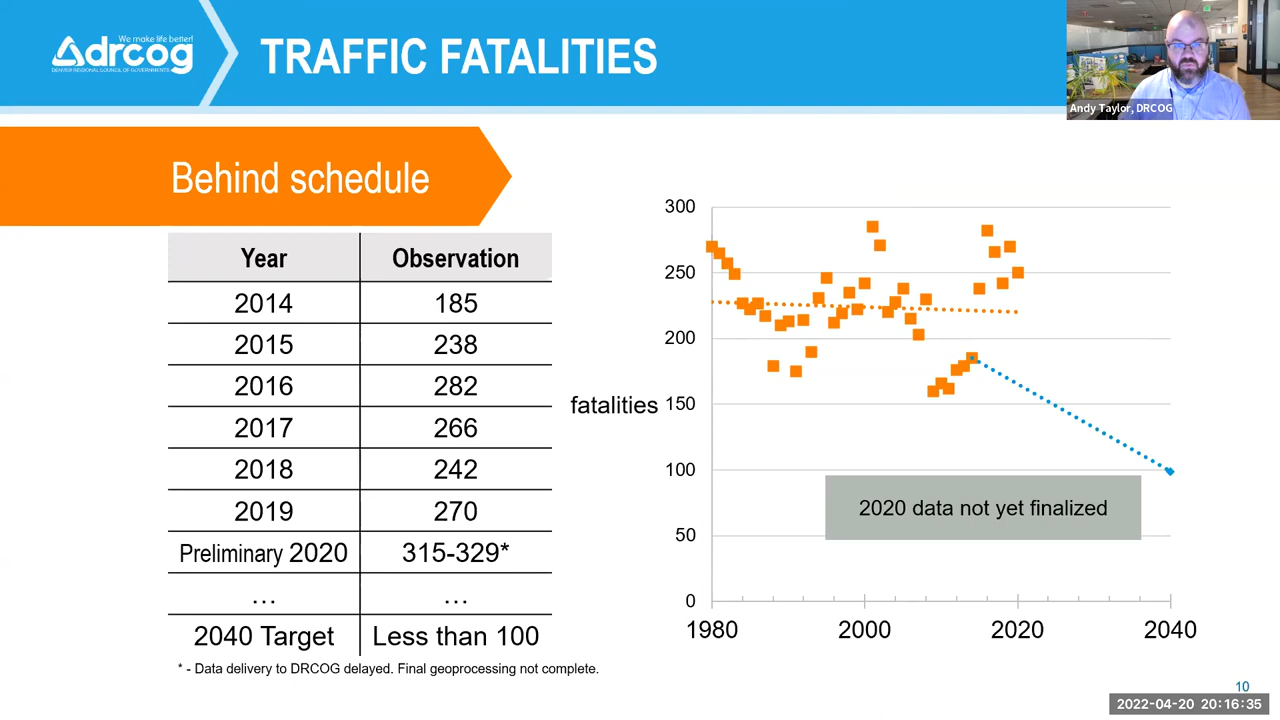 We make life better!
drcog
DENVER REGIONAL COUNCIL OF GOVERNMENTS
TRAFFIC FATALITIES
Andy Taylor, DRCOG
Behind schedule
Year Observation
2014 185
2015 238
2016 282
2017 266
2018 242
2019 270
Preliminary 2020 315-329*
... ...
2040 Target Less than 100
* - Data delivery to DRCOG delayed. Final geoprocessing not complete.
300
250
200
fatalities 150
100
50
0
1980 2000 2020 2040
2020 data not yet finalized
10
2022-04-20 20:16:35